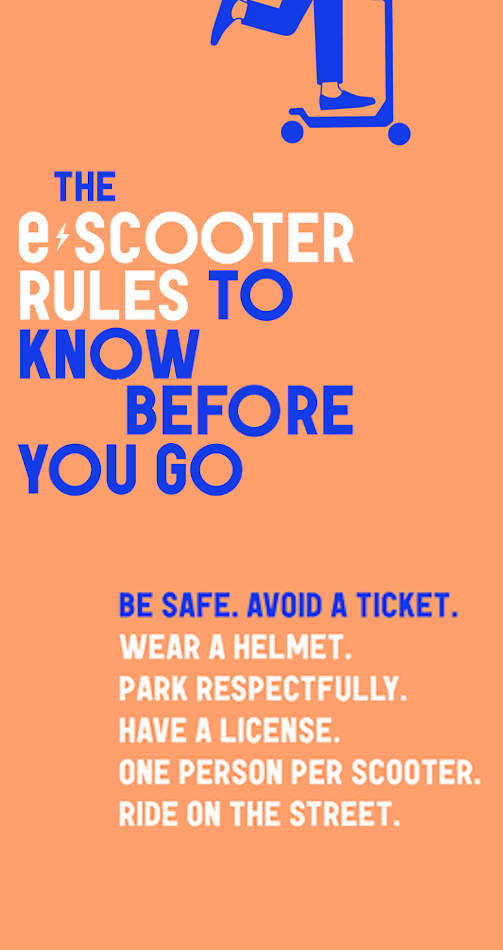 THE
e⚡SCOOTER
RULES TO
KNOW
BEFORE
YOU GO
BE SAFE. AVOID A TICKET.
WEAR A HELMET.
PARK RESPECTFULLY.
HAVE A LICENSE.
ONE PERSON PER SCOOTER.
RIDE ON THE STREET.